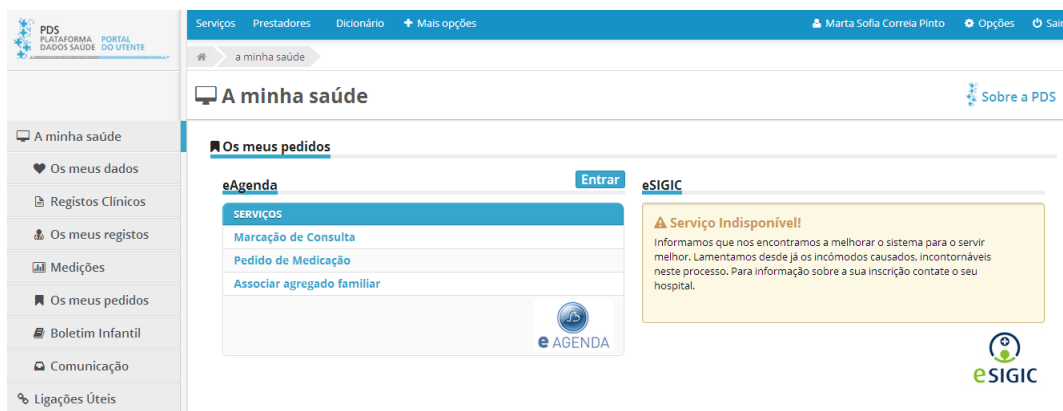 PDS
PLATAFORMA PORTAL
DADOS SAÚDE DO UTENTE
Serviços Prestadores Dicionário Mais opções Marta Sofia Correia Pinto Opções Sair
a minha saúde
A minha saúde
Sobre a PDS
A minha saúde
Os meus dados
Registos Clínicos
Os meus registos
Medições
Os meus pedidos
Boletim Infantil
Comunicação
Ligações Úteis
Os meus pedidos
eAgenda Entrar
SERVIÇOS
Marcação de Consulta
Pedido de Medicação
Associar agregado familiar
e AGENDA
eSIGIC
Serviço Indisponível!
Informamos que nos encontramos a melhorar o sistema para o servir
melhor. Lamentamos desde já os incómodos causados, incontornáveis
neste processo. Para informação sobre a sua inscrição contate o seu
hospital.
eSIGIC